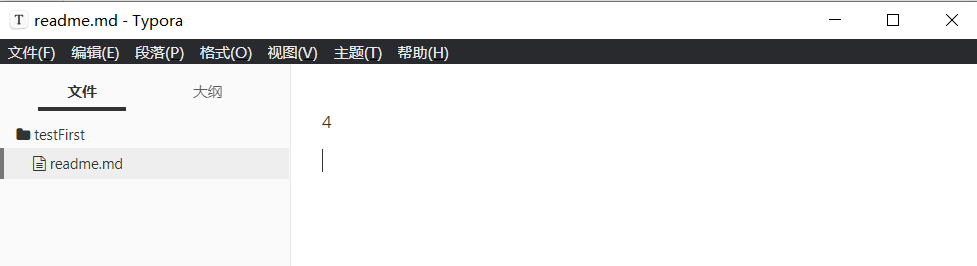 T readme.md - Typora
文件(F) 编辑(E) 段落(P) 格式(O) 视图(V) 主题(T) 帮助(H)
文件 大纲
testFirst
readme.md
4